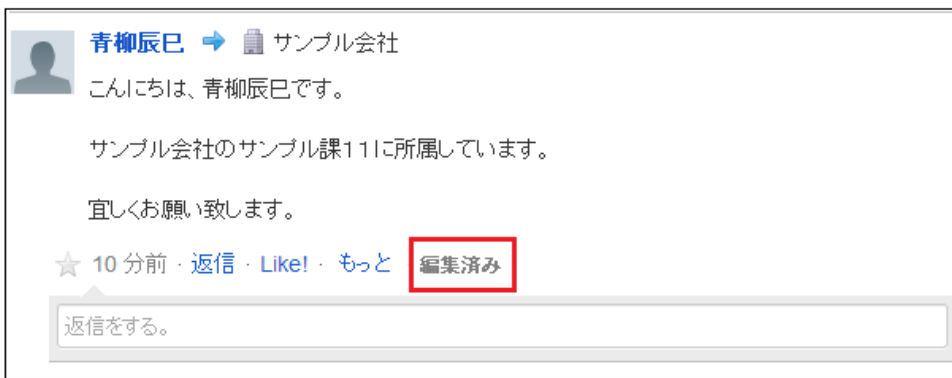 青柳辰巳 サンプル会社
こんにちは、青柳辰巳です。
サンプル会社のサンプル課11に所属しています。
宜しくお願い致します。
10 分前 · 返信 · Like! · もっと 編集済み
返信をする。